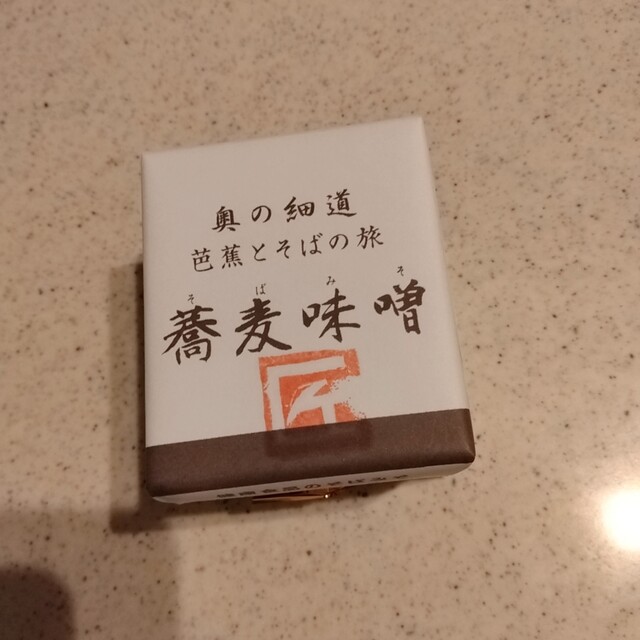 奥の細道
芭蕉とそばの旅
そ ば み そ
蕎麦味噌
匠